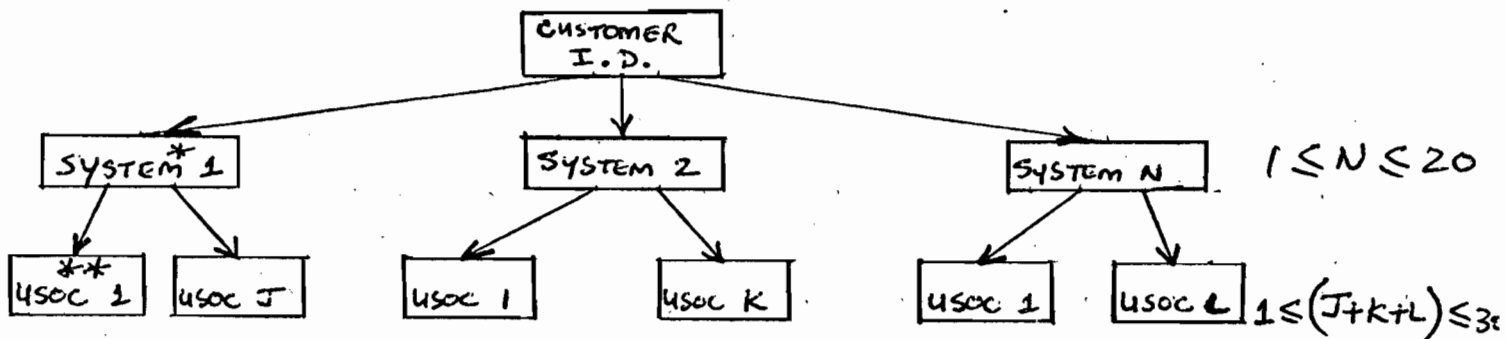 CUSTOMER
I.D.
SYSTEM* 1
SYSTEM 2
SYSTEM N
1 ≤ N ≤ 20
USOC** 1
USOC J
USOC 1
USOC K
USOC 1
USOC L
1 ≤ (J+K+L) ≤